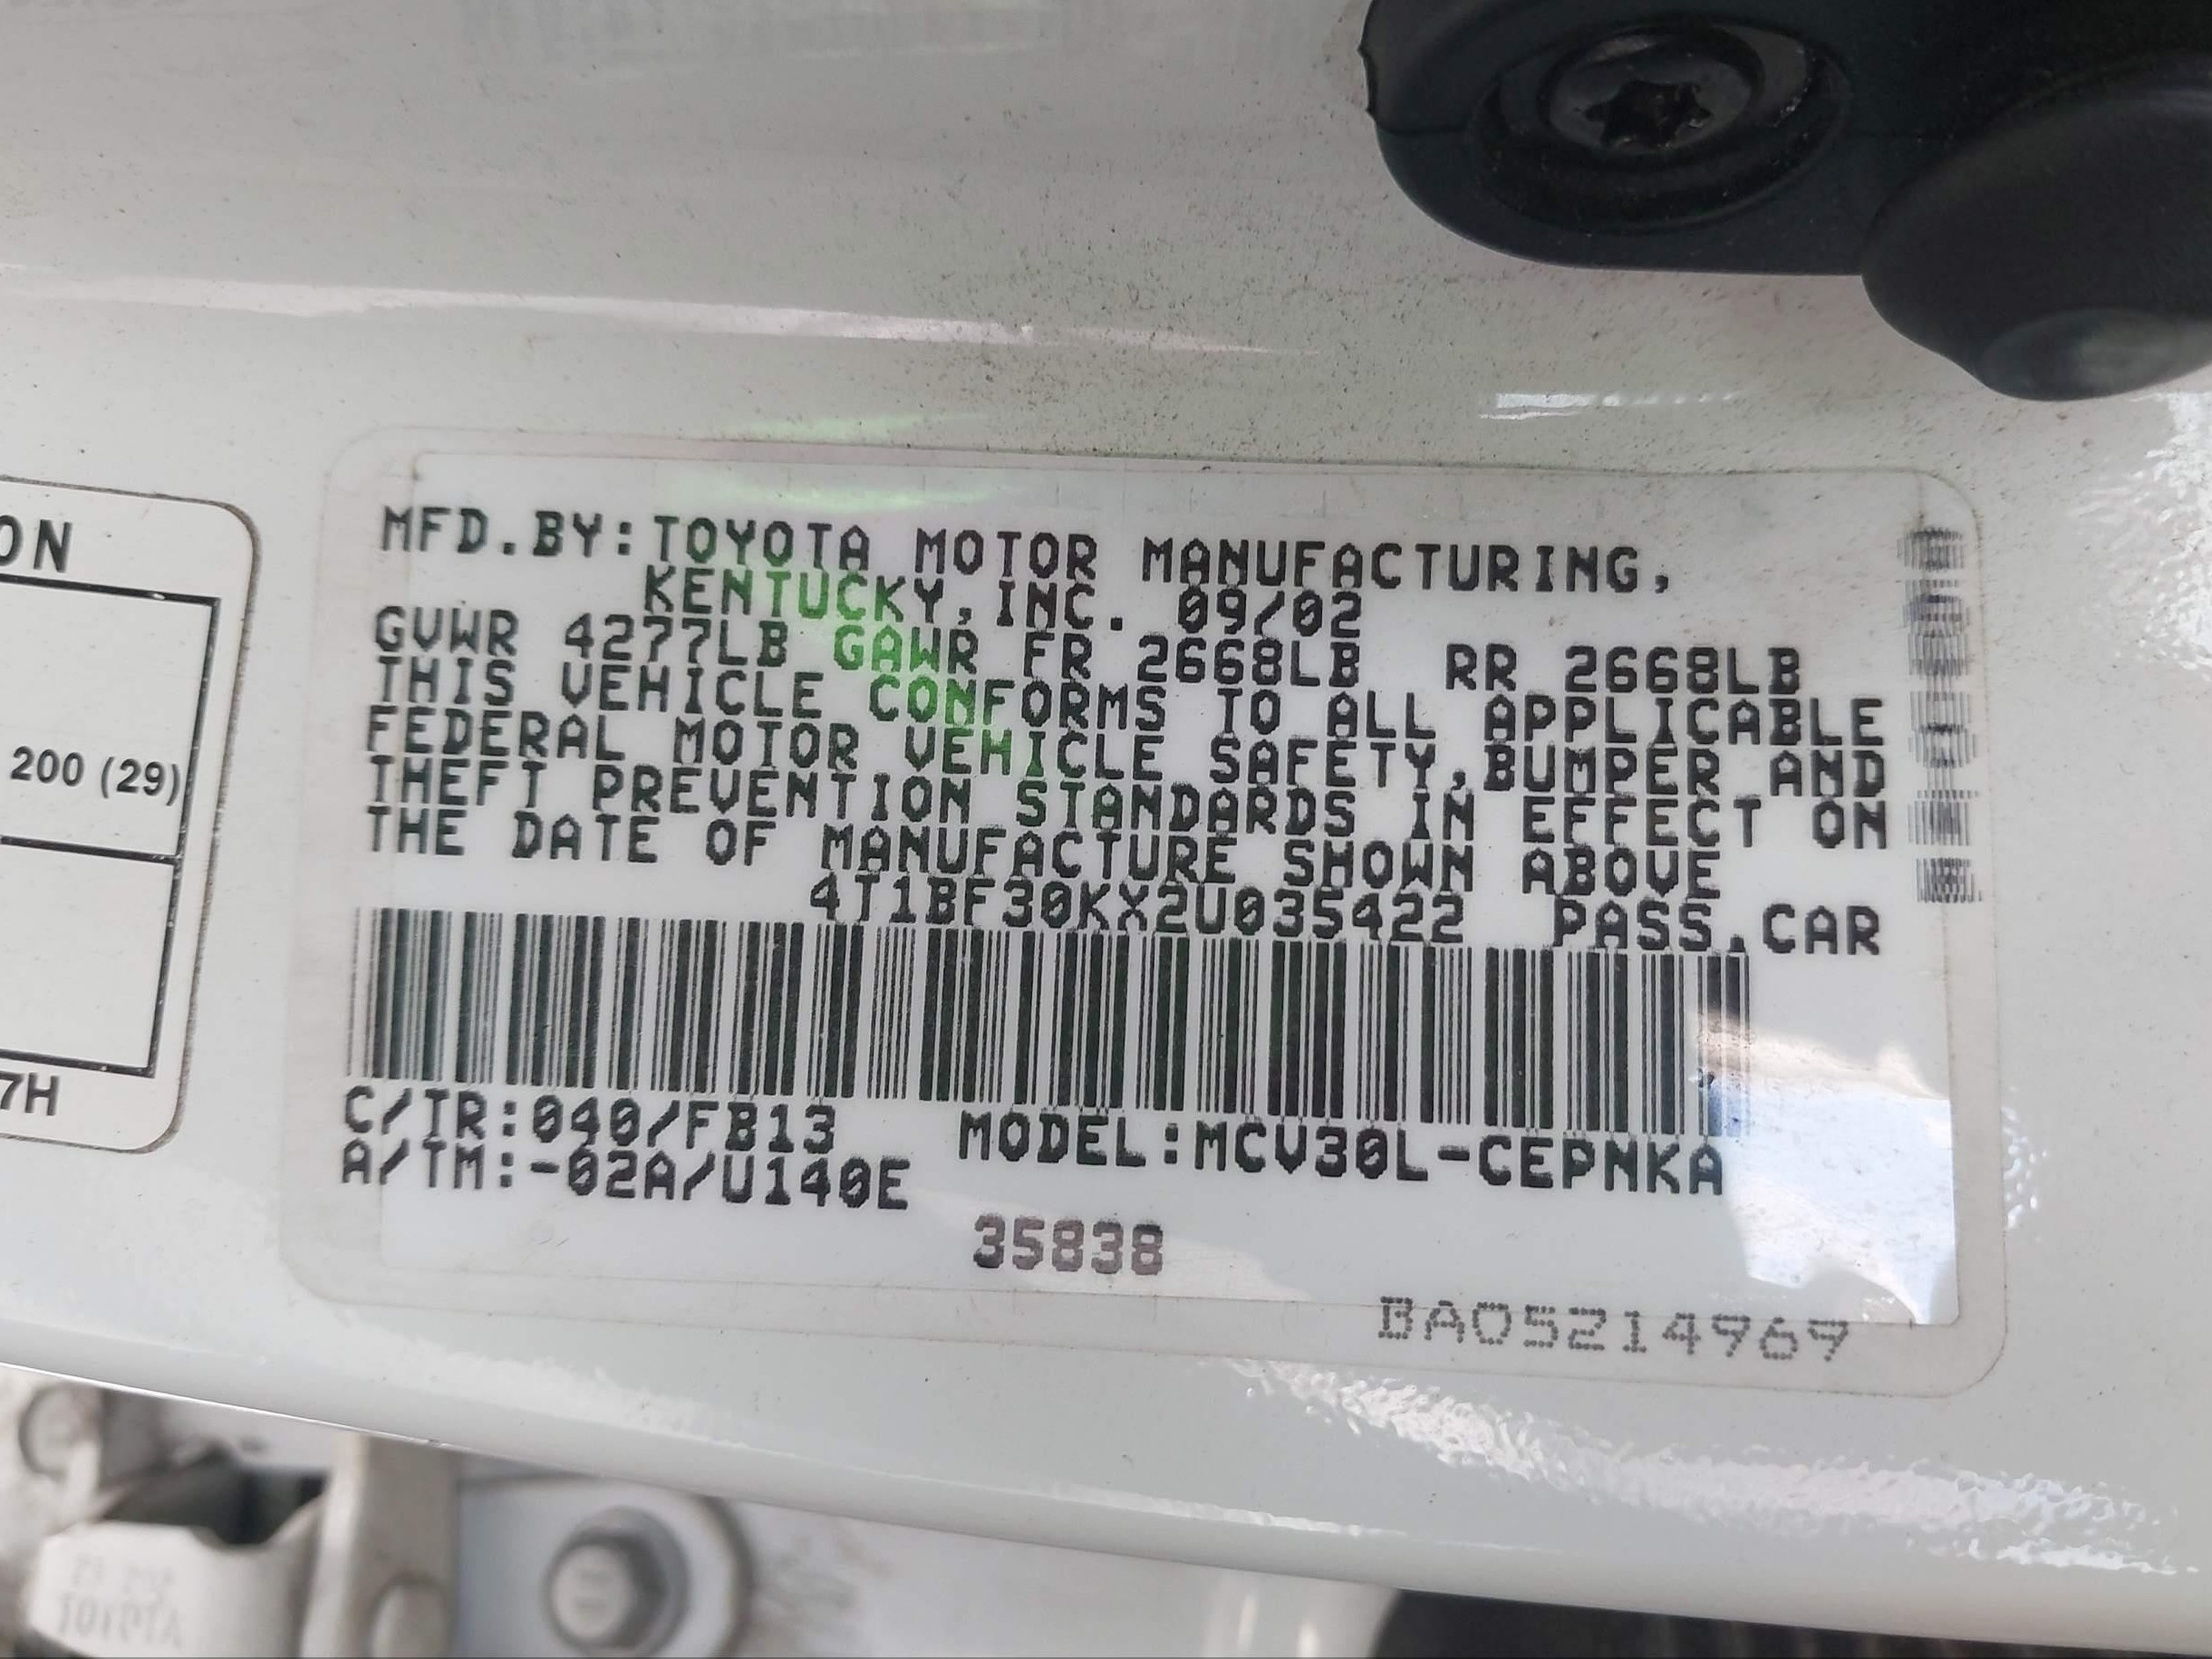 ON
200 (29)
7H
MFD.BY:TOYOTA MOTOR MANUFACTURING,
KENTUCKY,INC. 09/02
GVWR 4277LB GAWR FR 2668LB RR 2668LB
THIS VEHICLE CONFORMS TO ALL APPLICABLE
FEDERAL MOTOR VEHICLE SAFETY,BUMPER AND
THEFT PREVENTION STANDARDS IN EFFECT ON
THE DATE OF MANUFACTURE SHOWN ABOVE
4T1BF30KX2U035422 PASS.CAR
C/TR:040/FB13 MODEL:MCV30L-CEPNKA
A/TM:-02A/U140E
35838
BA05214969
TOYOTA